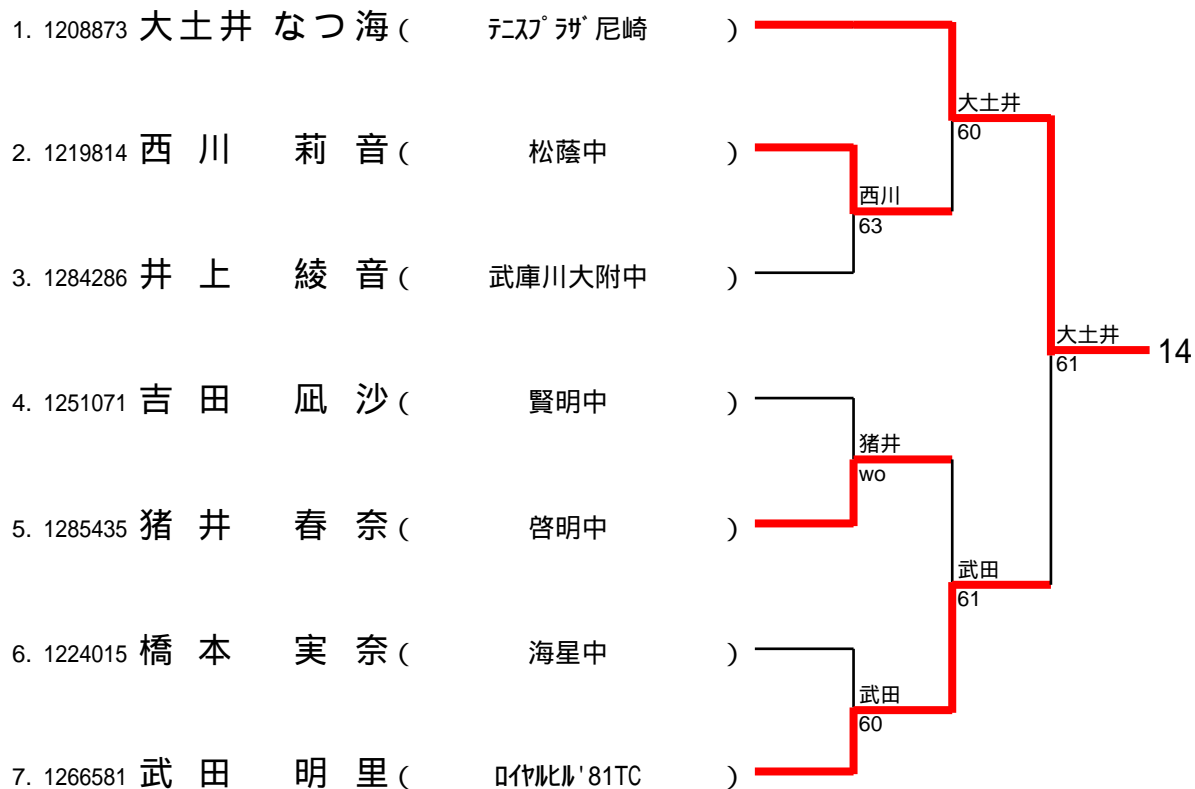 1. 1208873 大土井 なつ海 ( ﾃﾆｽﾌﾟﾗｻﾞ尼崎 )
大土井
60
2. 1219814 西川 莉音 ( 松蔭中 )
西川
63
3. 1284286 井上 綾音 ( 武庫川大附中 )
大土井
61
14
4. 1251071 吉田 凪沙 ( 賢明中 )
猪井
wo
5. 1285435 猪井 春奈 ( 啓明中 )
武田
61
6. 1224015 橋本 実奈 ( 海星中 )
武田
60
7. 1266581 武田 明里 ( ﾛｲﾔﾙﾋﾙ'81TC )